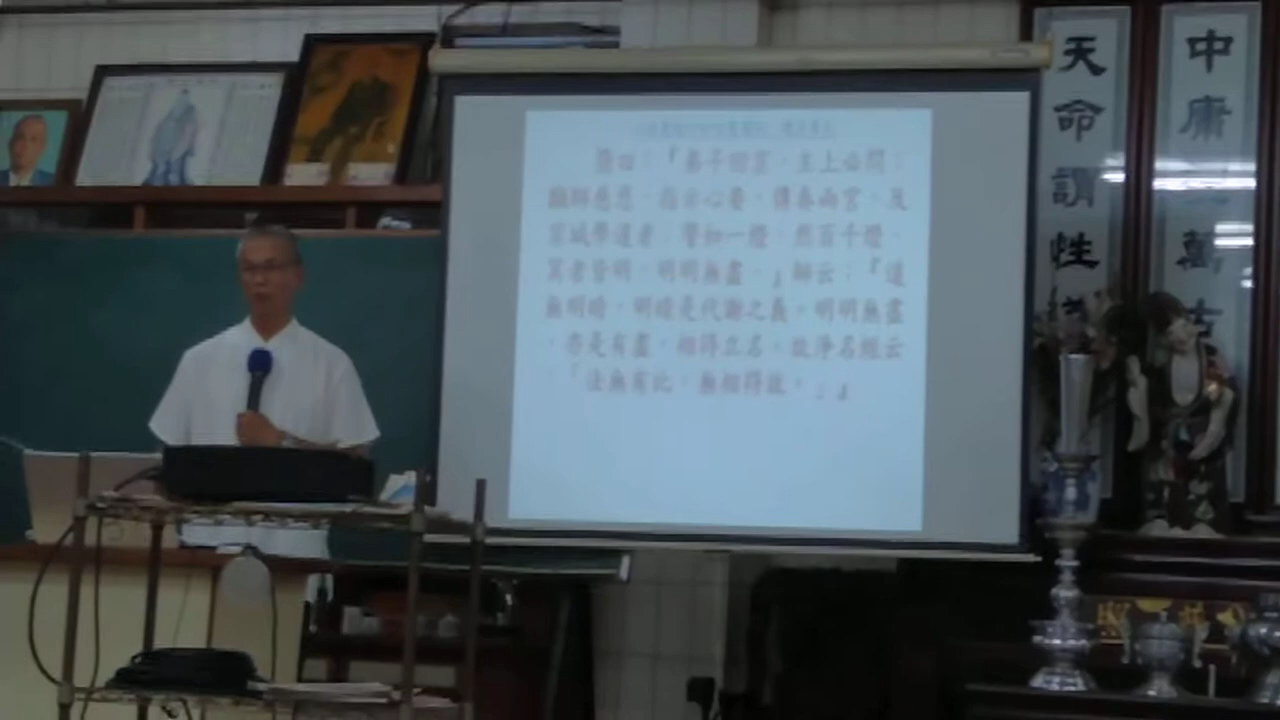 簡曰：「弟子回京，主上必問；
願師慈悲，指示心要，傳奏兩宮，及
京城學道者，譬如一燈，然百千燈，
冥者皆明，明明無盡。」師云：『道
無明暗，明暗是代謝之義，明明無盡
，亦是有盡，相待立名，故淨名經云
：「法無有比，無相待故。」』
中庸萬古
天命謂性